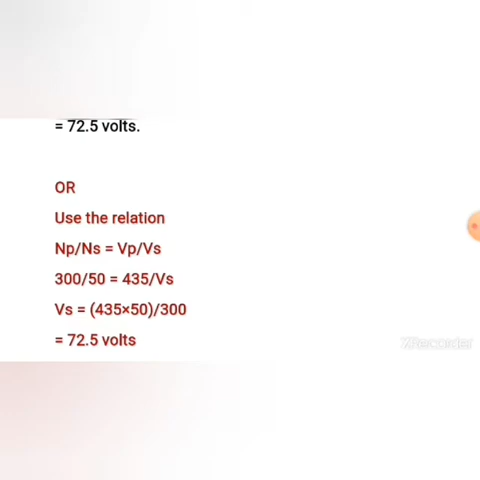 = 72.5 volts.
OR
Use the relation
Np/Ns = Vp/Vs
300/50 = 435/Vs
Vs = (435×50)/300
= 72.5 volts
XRecorder